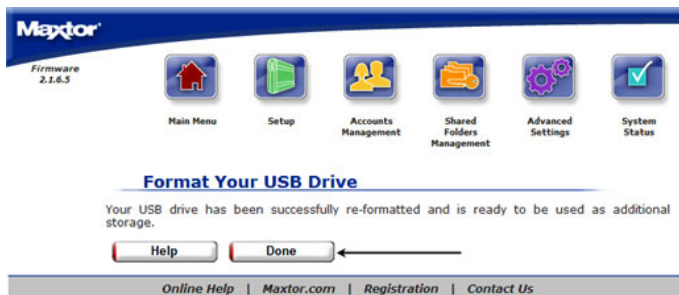 Maxtor
Firmware
2.1.6.5
Main Menu
Setup
Accounts
Management
Shared
Folders
Management
Advanced
Settings
System
Status
Format Your USB Drive
Your USB drive has been successfully re-formatted and is ready to be used as additional
storage.
Help
Done
Online Help | Maxtor.com | Registration | Contact Us